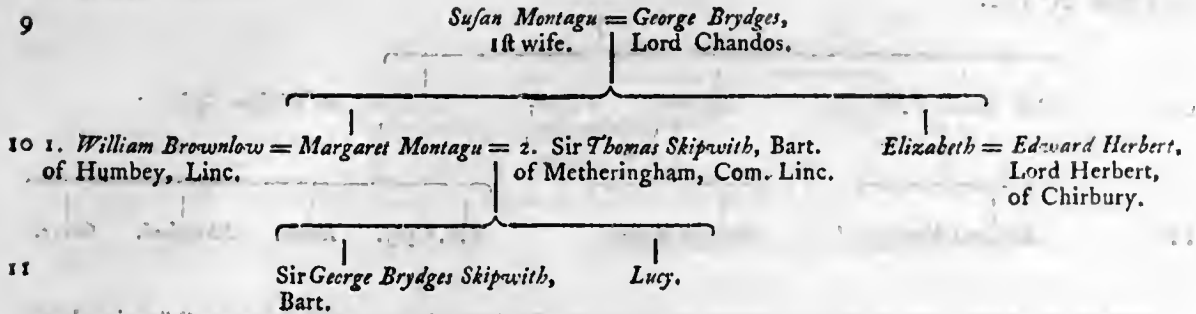 9 Suſan Montagu = George Brydges,
1ſt wife. Lord Chandos.
10 1. William Brownlow = Margaret Montagu = 2. Sir Thomas Skipwith, Bart. Elizabeth = Edward Herbert,
of Humbey, Linc. of Metheringham, Com. Linc. Lord Herbert,
of Chirbury.
11 Sir George Brydges Skipwith, Lucy.
Bart.